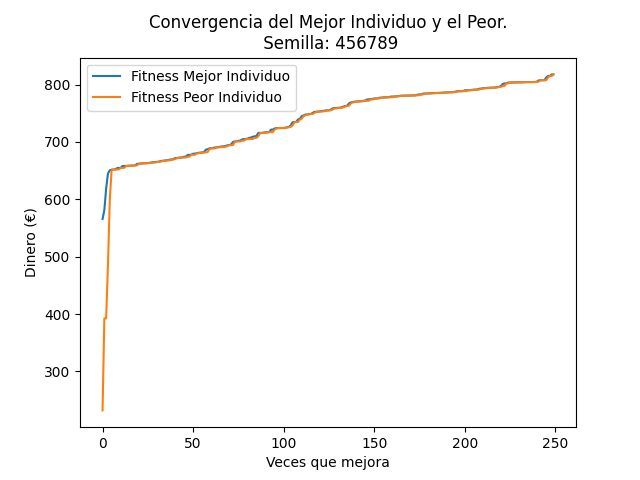 Convergencia del Mejor Individuo y el Peor.
Semilla: 456789
Fitness Mejor Individuo
Fitness Peor Individuo
Dinero (€)
800
700
600
500
400
300
0
50
100
150
200
250
Veces que mejora